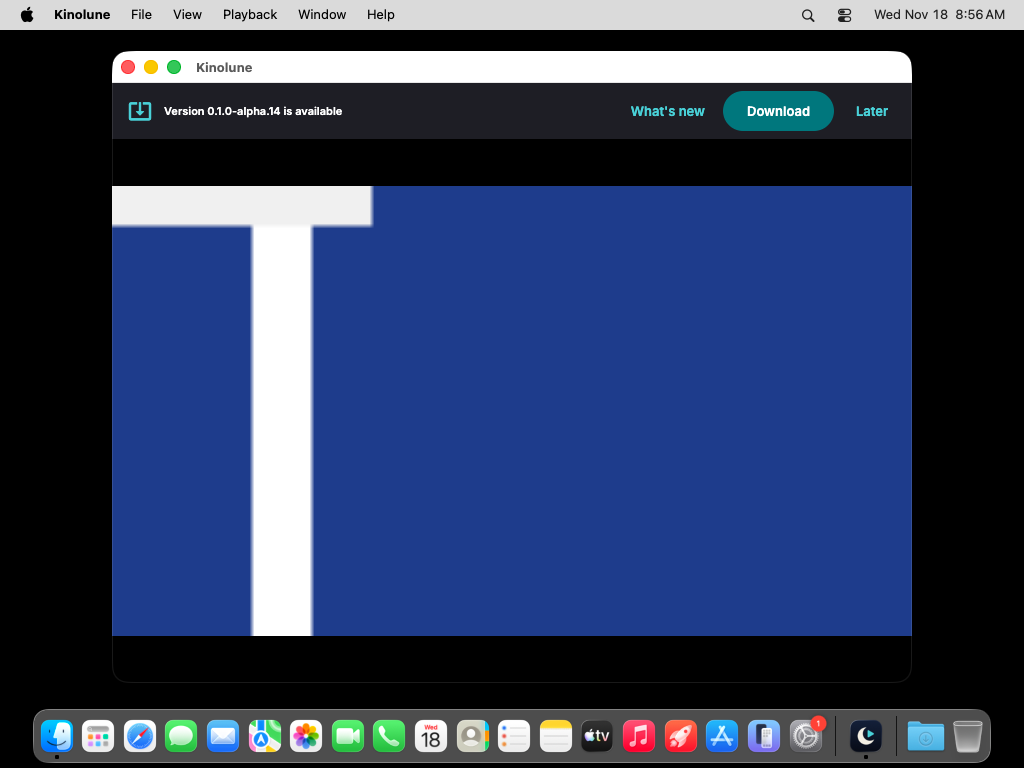 Kinolune File View Playback Window Help Wed Nov 18 8:56 AM
Kinolune
Version 0.1.0-alpha.14 is available What's new Download Later
Wed
18
tv
1